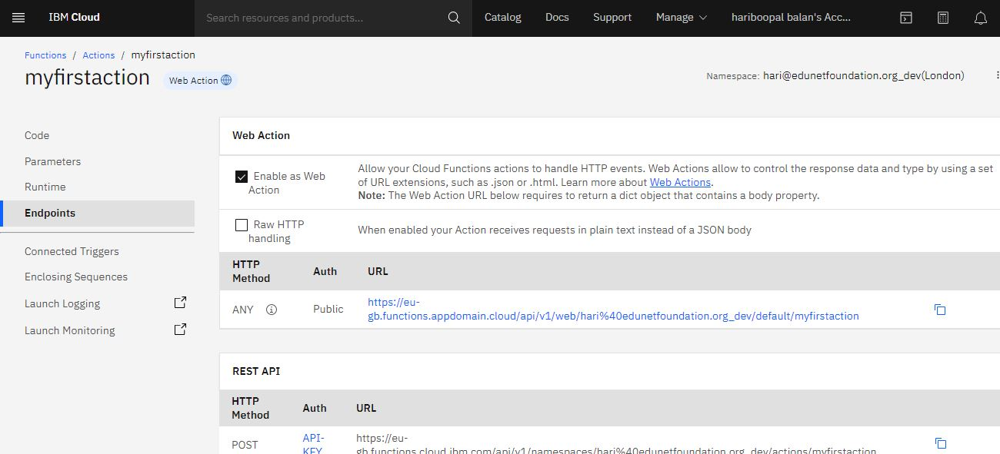 IBM Cloud
Search resources and products...
Catalog
Docs
Support
Manage
hariboopal balan's Acc...
Functions / Actions / myfirstaction
myfirstaction
Web Action
Namespace: hari@edunetfoundation.org_dev(London)
Code
Parameters
Runtime
Endpoints
Connected Triggers
Enclosing Sequences
Launch Logging
Launch Monitoring
Web Action
Enable as Web
Action
Allow your Cloud Functions actions to handle HTTP events. Web Actions allow to control the response data and type by using a set
of URL extensions, such as .json or .html. Learn more about Web Actions.
Note: The Web Action URL below requires to return a dict object that contains a body property.
Raw HTTP
handling
When enabled your Action receives requests in plain text instead of a JSON body
HTTP
Method
Auth
URL
ANY
Public
https://eu-
gb.functions.appdomain.cloud/api/v1/web/hari%40edunetfoundation.org_dev/default/myfirstaction
REST API
HTTP
Method
Auth
URL
POST
API-
KEY
https://eu-
gb.functions.cloud.ibm.com/api/v1/namespaces/hari%40edunetfoundation.org_dev/actions/myfirstaction